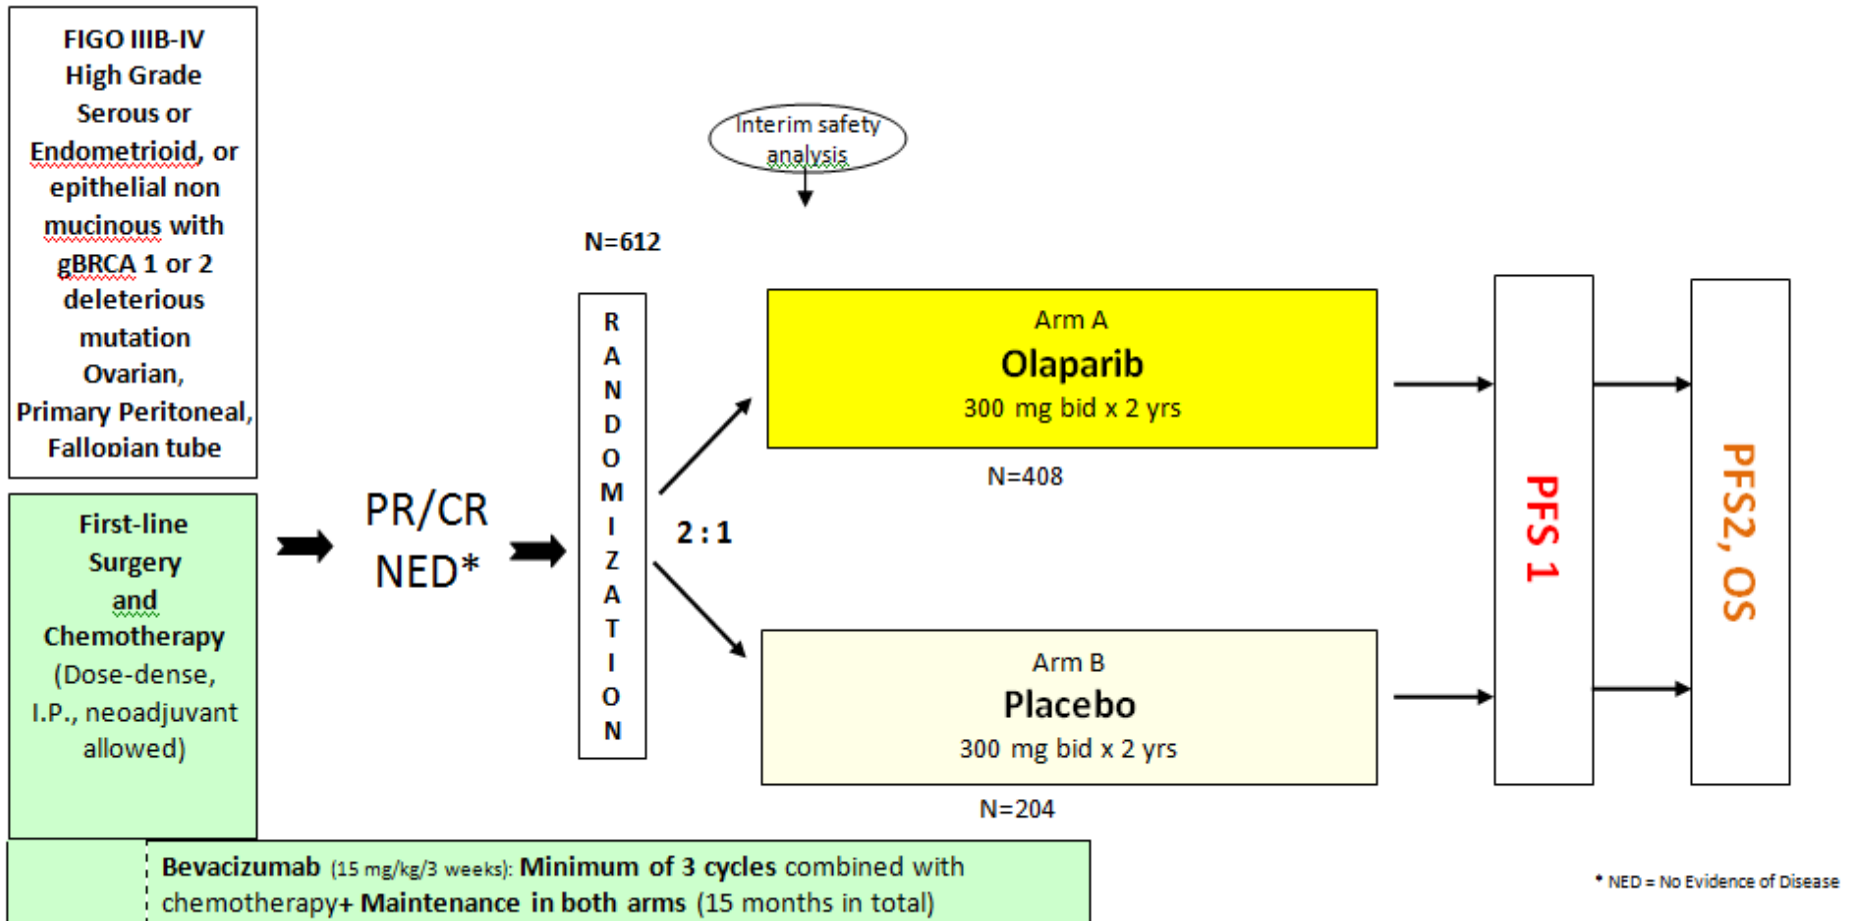 FIGO IIIB-IV
High Grade
Serous or
Endometrioid, or
epithelial non
mucinous with
gBRCA 1 or 2
deleterious
mutation
Ovarian,
Primary Peritoneal,
Fallopian tube
First-line
Surgery
and
Chemotherapy
(Dose-dense,
I.P., neoadjuvant
allowed)
PR/CR
NED*
Interim safety
analysis
N=612
RANDOMIZATION
2 : 1
Arm A
Olaparib
300 mg bid x 2 yrs
N=408
Arm B
Placebo
300 mg bid x 2 yrs
N=204
PFS 1
PFS2, OS
Bevacizumab (15 mg/kg/3 weeks): Minimum of 3 cycles combined with
chemotherapy+ Maintenance in both arms (15 months in total)
* NED = No Evidence of Disease